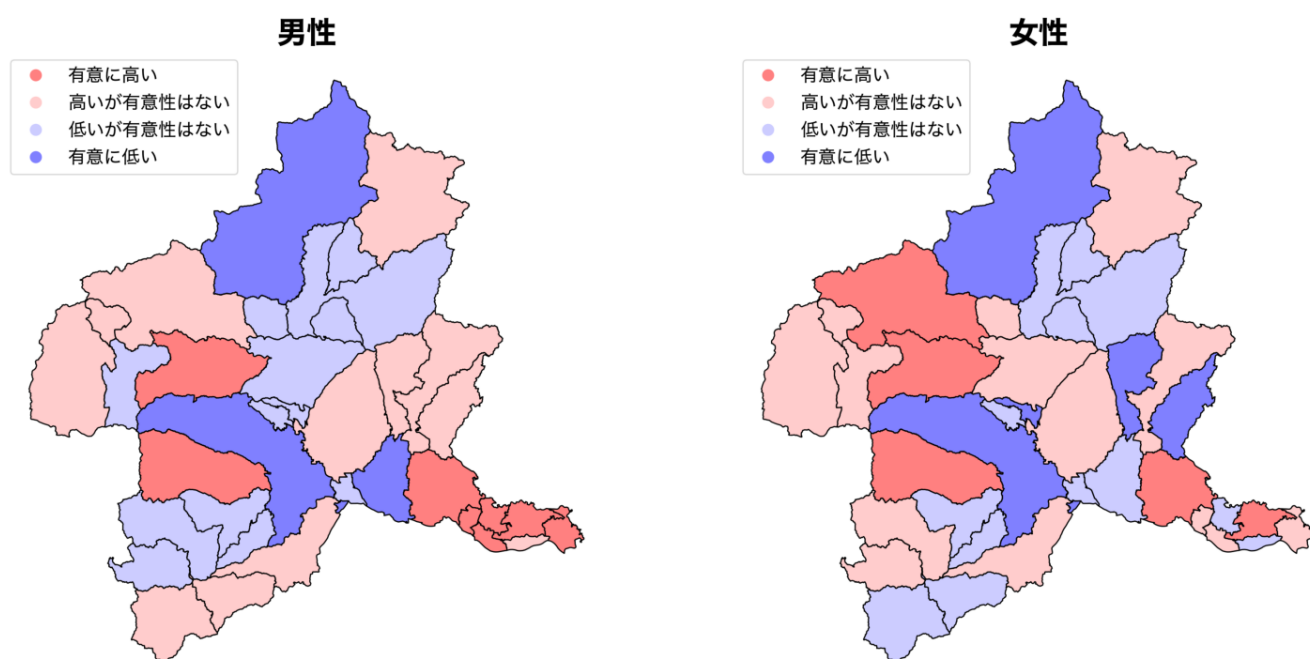 男性
有意に高い
高いが有意性はない
低いが有意性はない
有意に低い
女性
有意に高い
高いが有意性はない
低いが有意性はない
有意に低い